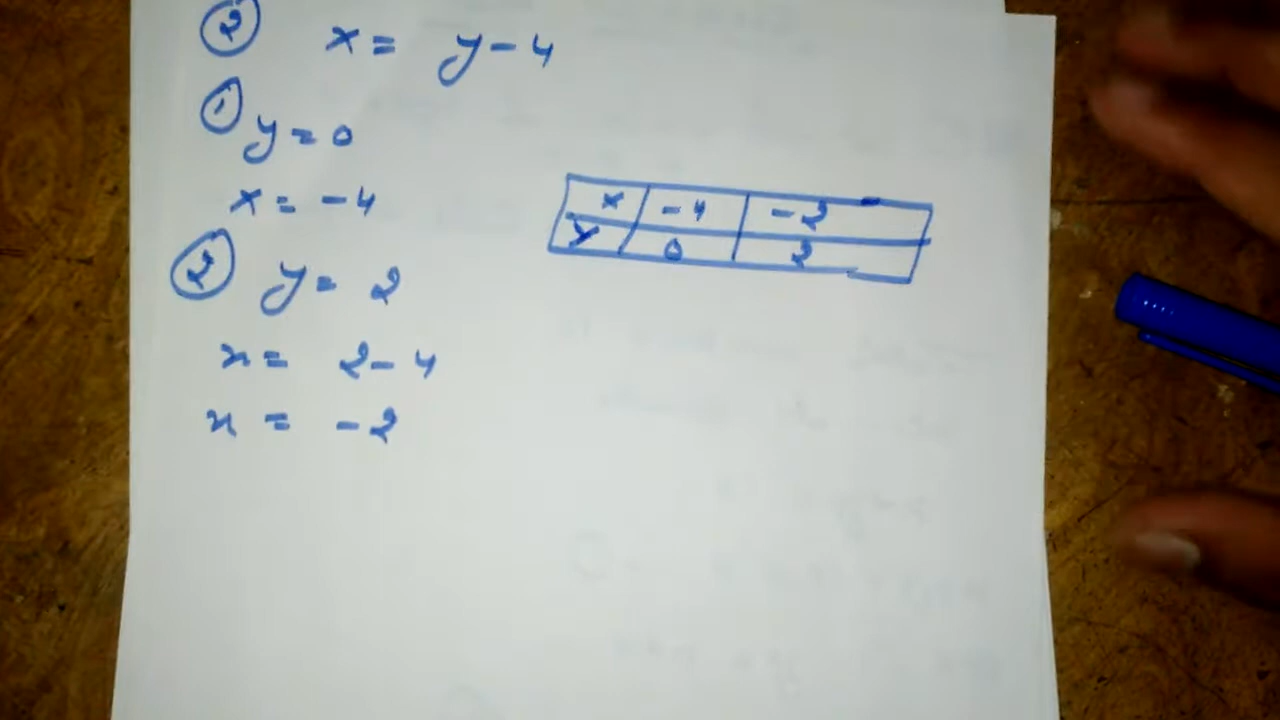 ② x = y - 4
① y = 0
x = -4
② y = 2
x = 2 - 4
x = -2
x -4 -2
y 0 2